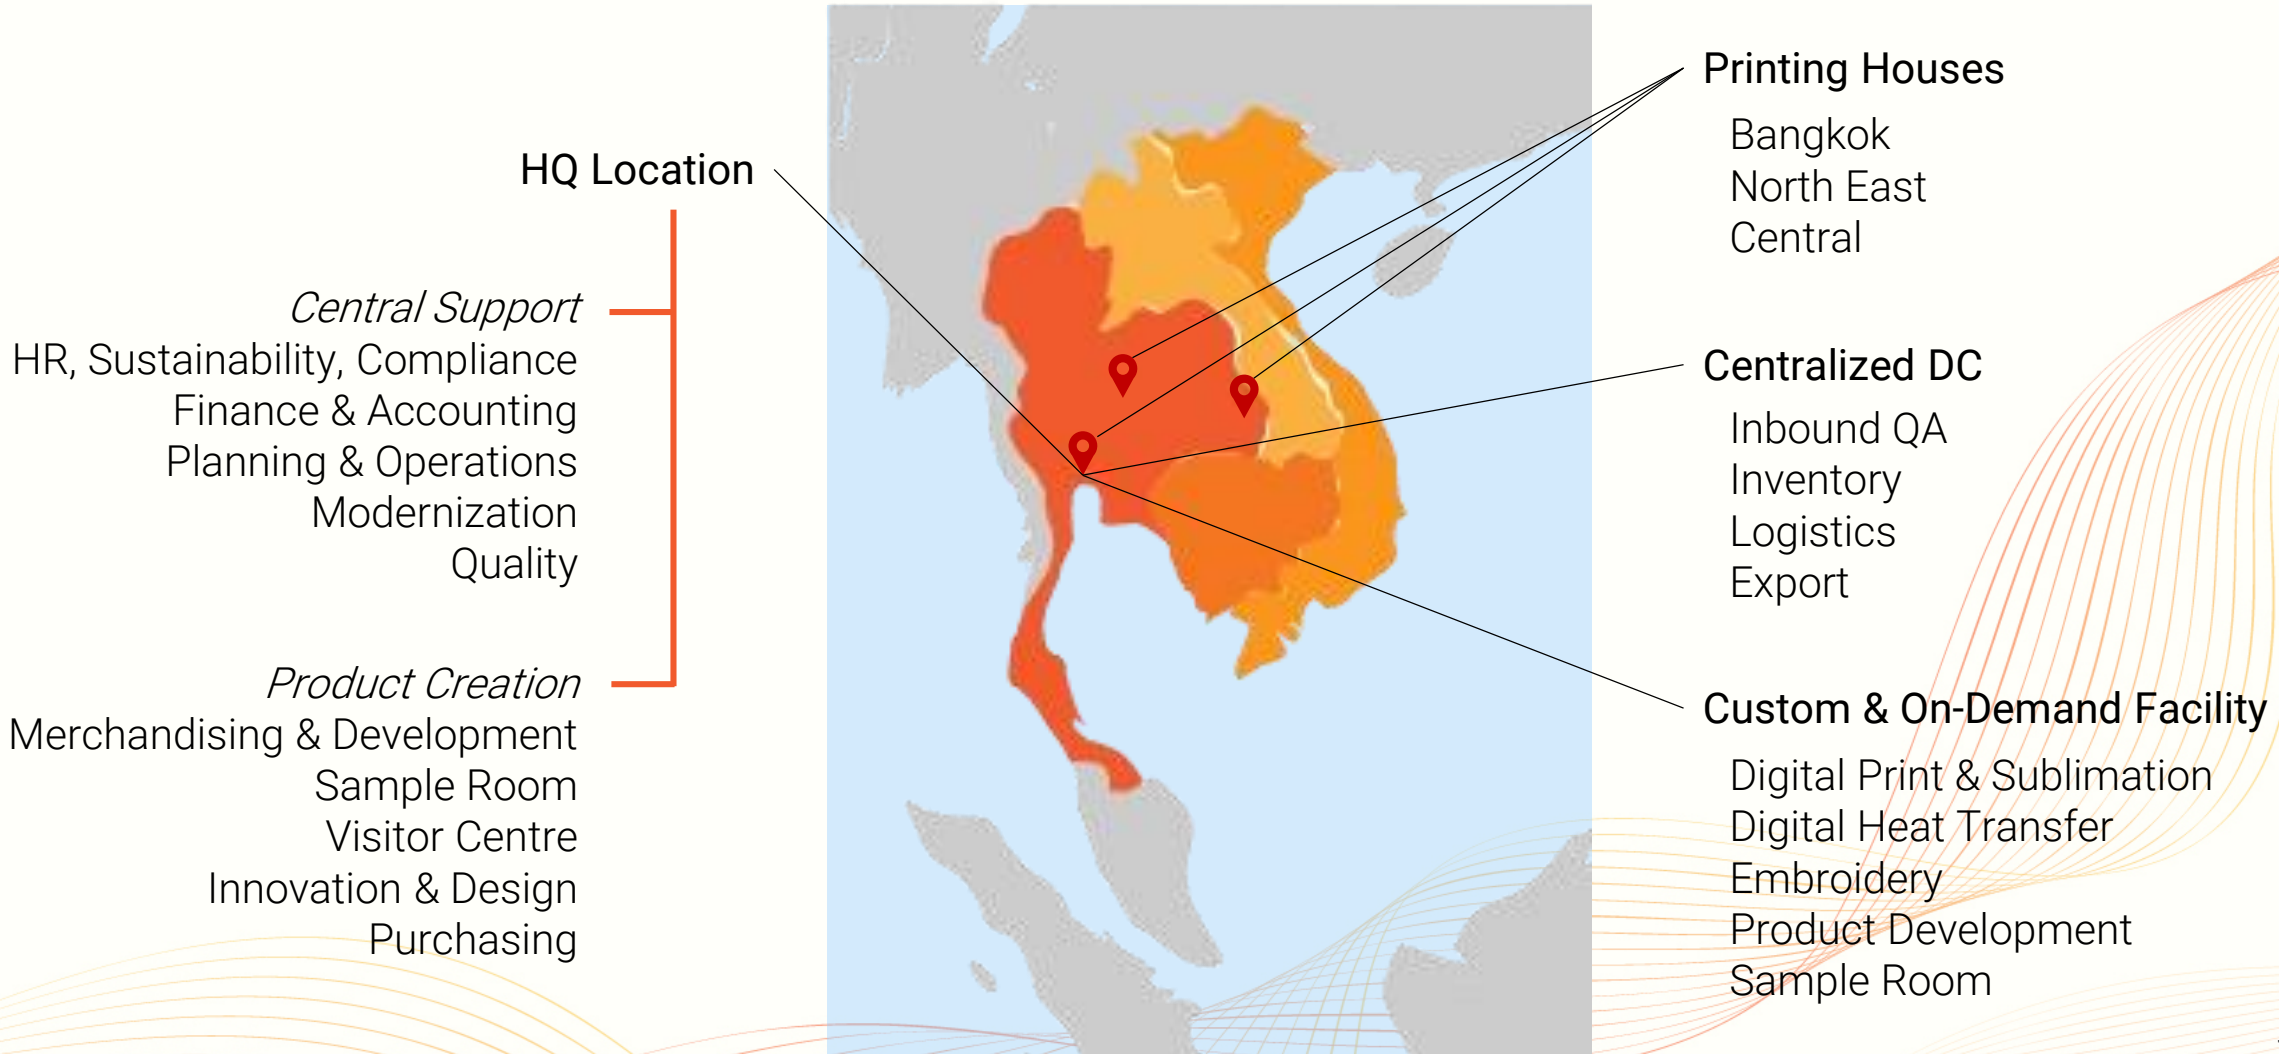 HQ Location
Central Support
HR, Sustainability, Compliance
Finance & Accounting
Planning & Operations
Modernization
Quality
Product Creation
Merchandising & Development
Sample Room
Visitor Centre
Innovation & Design
Purchasing
Printing Houses
Bangkok
North East
Central
Centralized DC
Inbound QA
Inventory
Logistics
Export
Custom & On-Demand Facility
Digital Print & Sublimation
Digital Heat Transfer
Embroidery
Product Development
Sample Room